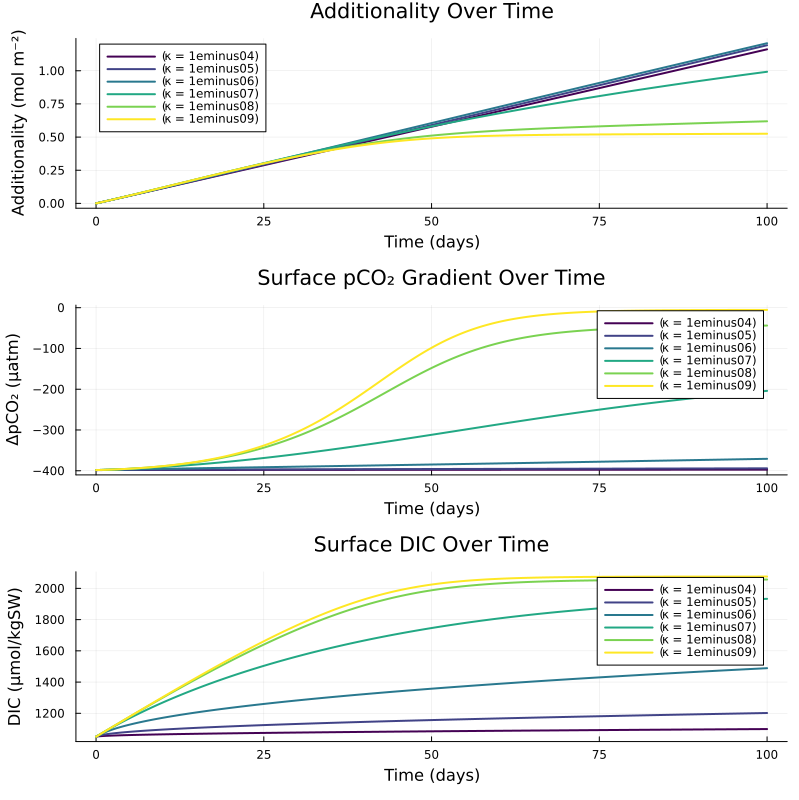 Additionality Over Time
Additionality (mol m⁻²)
1.00
0.75
0.50
0.25
0.00
(κ = 1eminus04)
(κ = 1eminus05)
(κ = 1eminus06)
(κ = 1eminus07)
(κ = 1eminus08)
(κ = 1eminus09)
0 25 50 75 100
Time (days)
Surface pCO₂ Gradient Over Time
ΔpCO₂ (μatm)
0
−100
−200
−300
−400
(κ = 1eminus04)
(κ = 1eminus05)
(κ = 1eminus06)
(κ = 1eminus07)
(κ = 1eminus08)
(κ = 1eminus09)
0 25 50 75 100
Time (days)
Surface DIC Over Time
DIC (μmol/kgSW)
2000
1800
1600
1400
1200
(κ = 1eminus04)
(κ = 1eminus05)
(κ = 1eminus06)
(κ = 1eminus07)
(κ = 1eminus08)
(κ = 1eminus09)
0 25 50 75 100
Time (days)